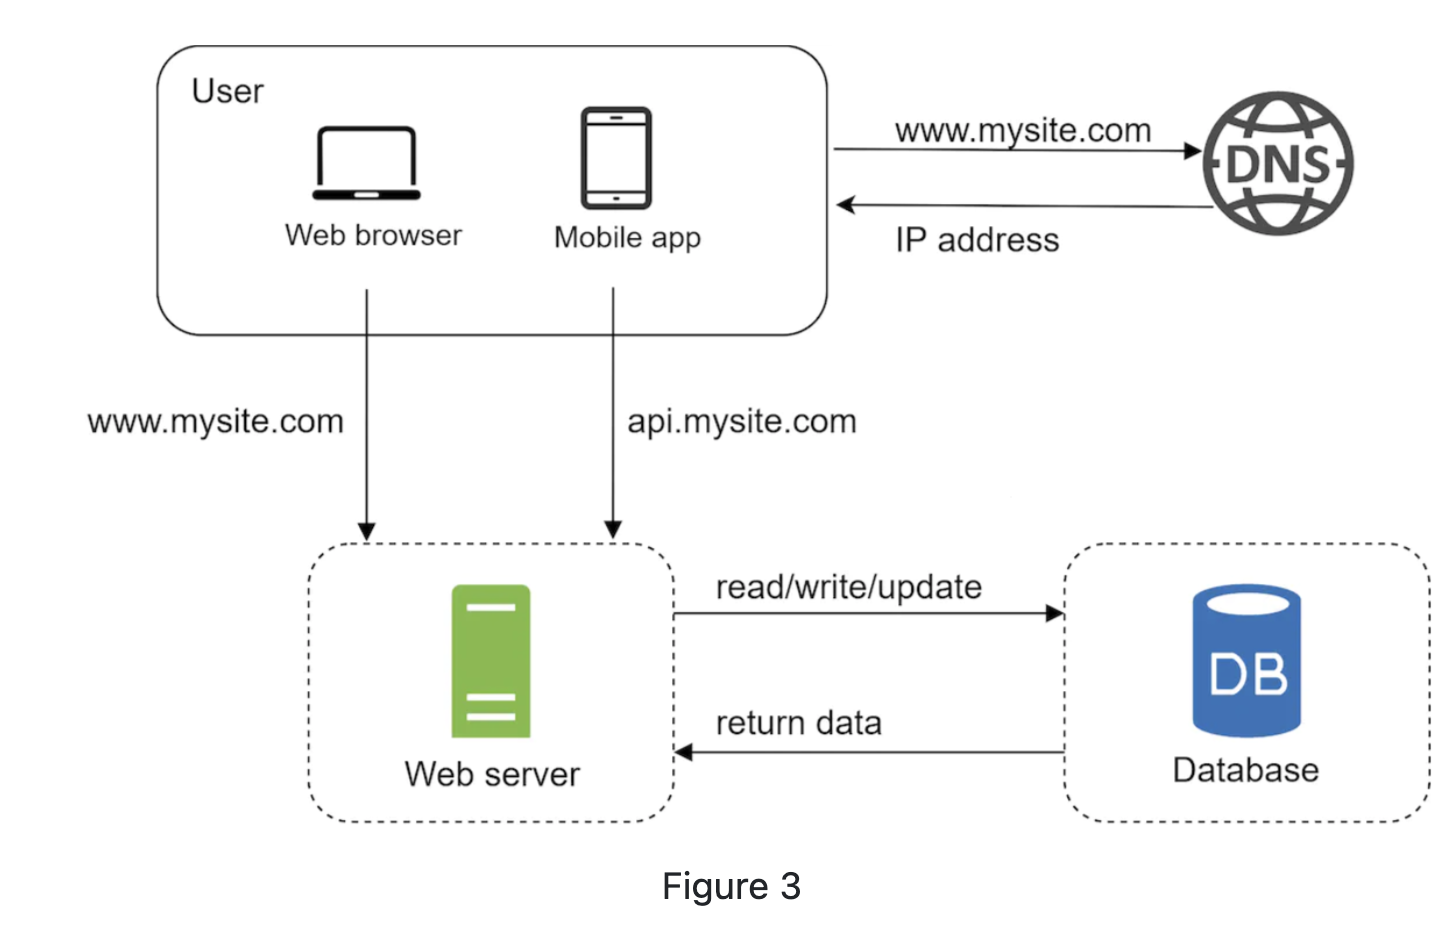 User
Web browser
Mobile app
www.mysite.com
DNS
IP address
www.mysite.com
api.mysite.com
read/write/update
return data
Web server
DB
Database
Figure 3